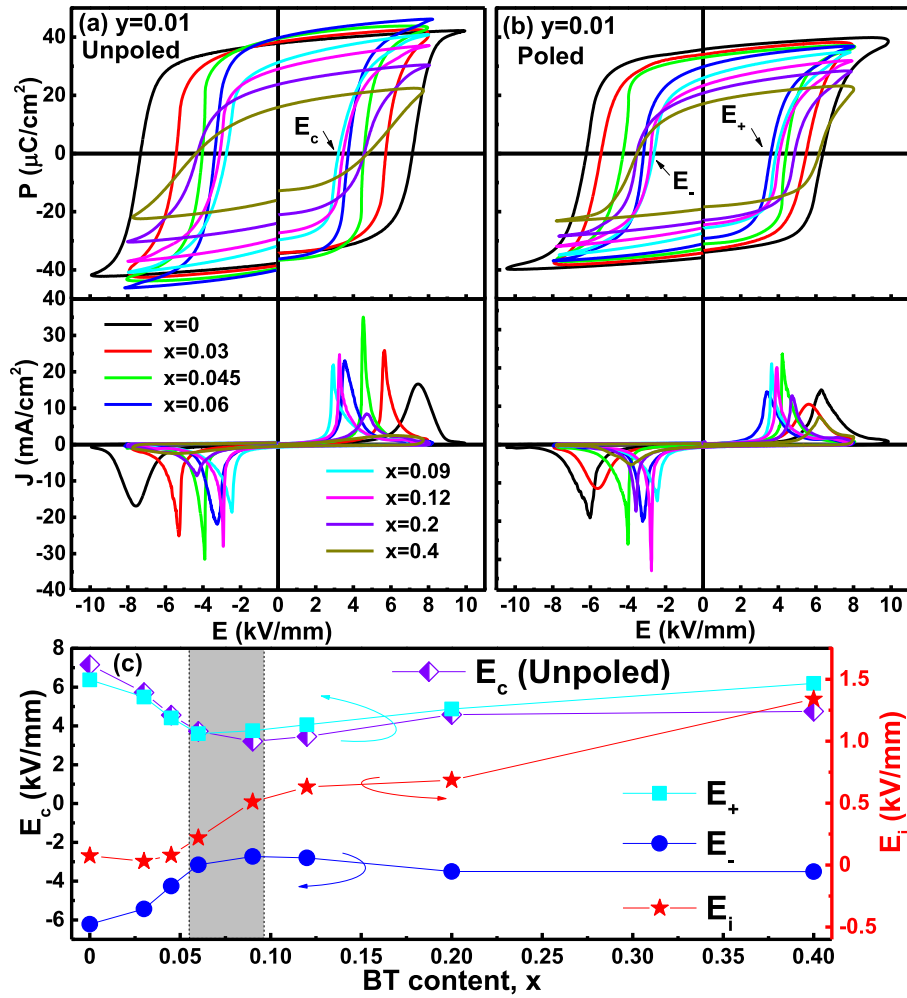 (a) y=0.01
Unpoled
(b) y=0.01
Poled
P (μC/cm²)
40
20
0
-20
-40
E_c
E_+
E_-
J (mA/cm²)
40
30
20
10
0
-10
-20
-30
-40
x=0
x=0.03
x=0.045
x=0.06
x=0.09
x=0.12
x=0.2
x=0.4
-10 -8 -6 -4 -2 0 2 4 6 8 10
-10 -8 -6 -4 -2 0 2 4 6 8 10
E (kV/mm)
E (kV/mm)
(c)
E_c (Unpoled)
E_c (kV/mm)
8
6
4
2
0
-2
-4
-6
E_+
E_-
E_i
1.5
1.0
0.5
0
-0.5
E_i (kV/mm)
0 0.05 0.10 0.15 0.20 0.25 0.30 0.35 0.40
BT content, x